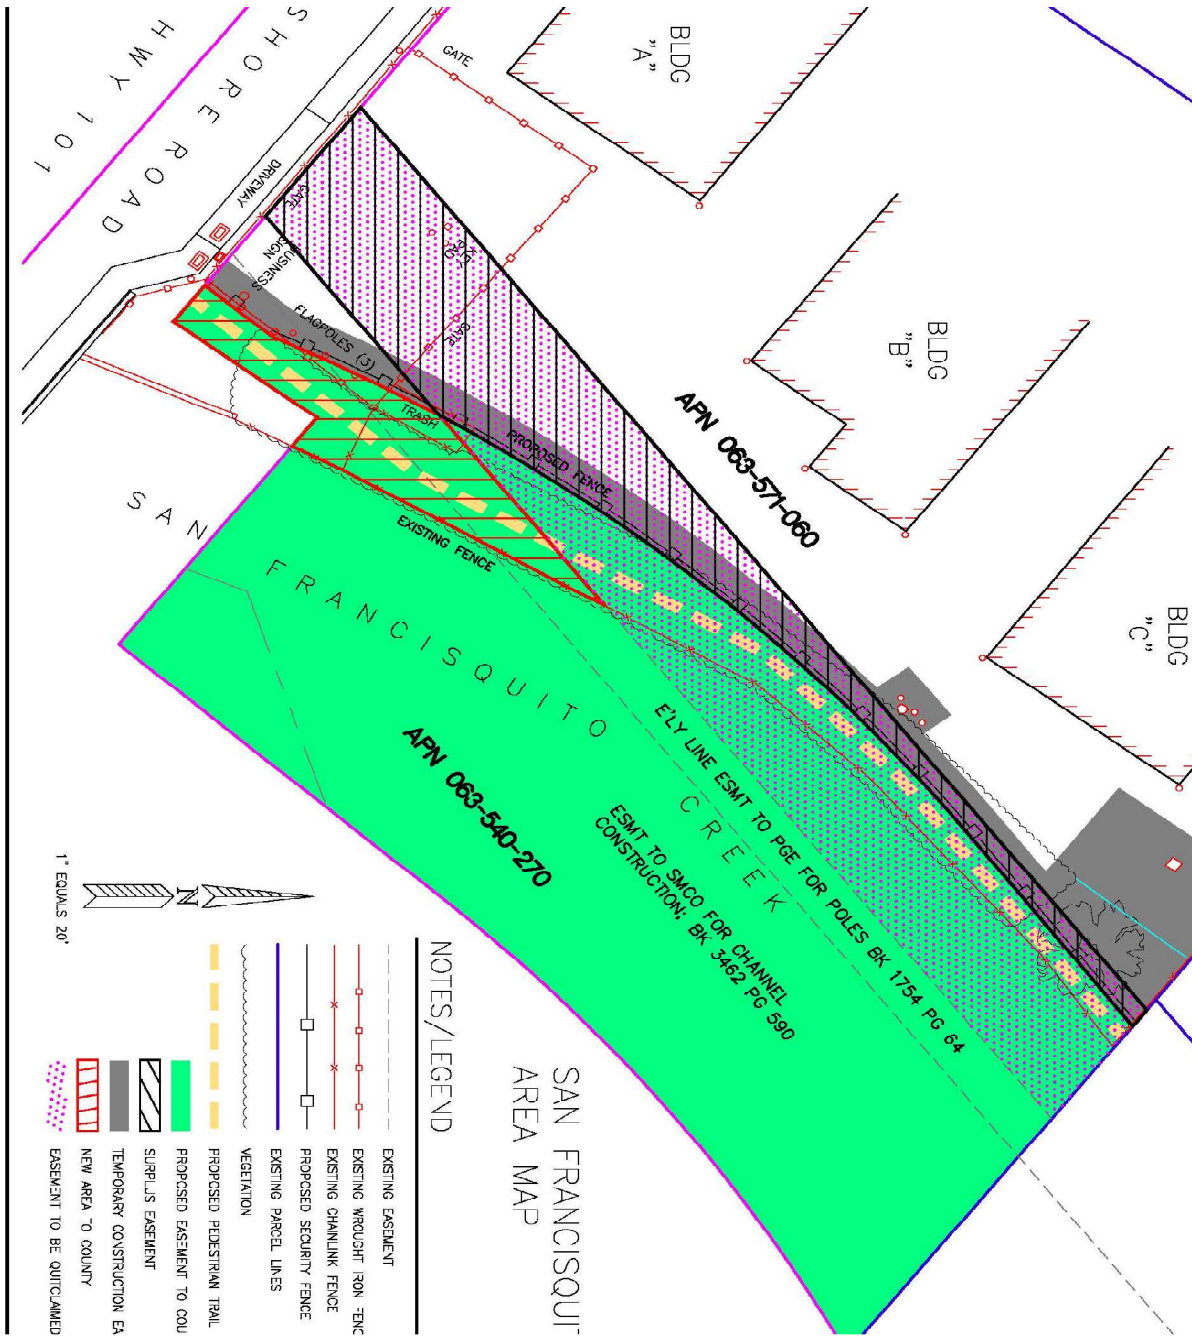 HWY 101
SHORE ROAD
DRIVEWAY
GATE
GATE
BUSINESS
SIGN
FLAGPOLES (3)
GATE
TRASH
PROPOSED FENCE
EXISTING FENCE
BLDG
"A"
BLDG
"B"
BLDG
"C"
APN 063-571-060
SAN FRANCISQUITO CREEK
APN 063-540-270
E'LY LINE ESMT TO PGE FOR POLES BK 1754 PG 64
ESMT TO SMCO FOR CHANNEL
CONSTRUCTION; BK 3462 PG 590
SAN FRANCISQUIT
AREA MAP
N
1" EQUALS 20'
NOTES/LEGEND
EXISTING EASEMENT
EXISTING WROUGHT IRON FENC
EXISTING CHAINLINK FENCE
PROPOSED SECURITY FENCE
EXISTING PARCEL LINES
VEGETATION
PROPOSED PEDESTRIAN TRAIL
PROPOSED EASEMENT TO COU
SURPLUS EASEMENT
TEMPORARY CONSTRUCTION EA
NEW AREA TO COUNTY
EASEMENT TO BE QUITCLAIMED